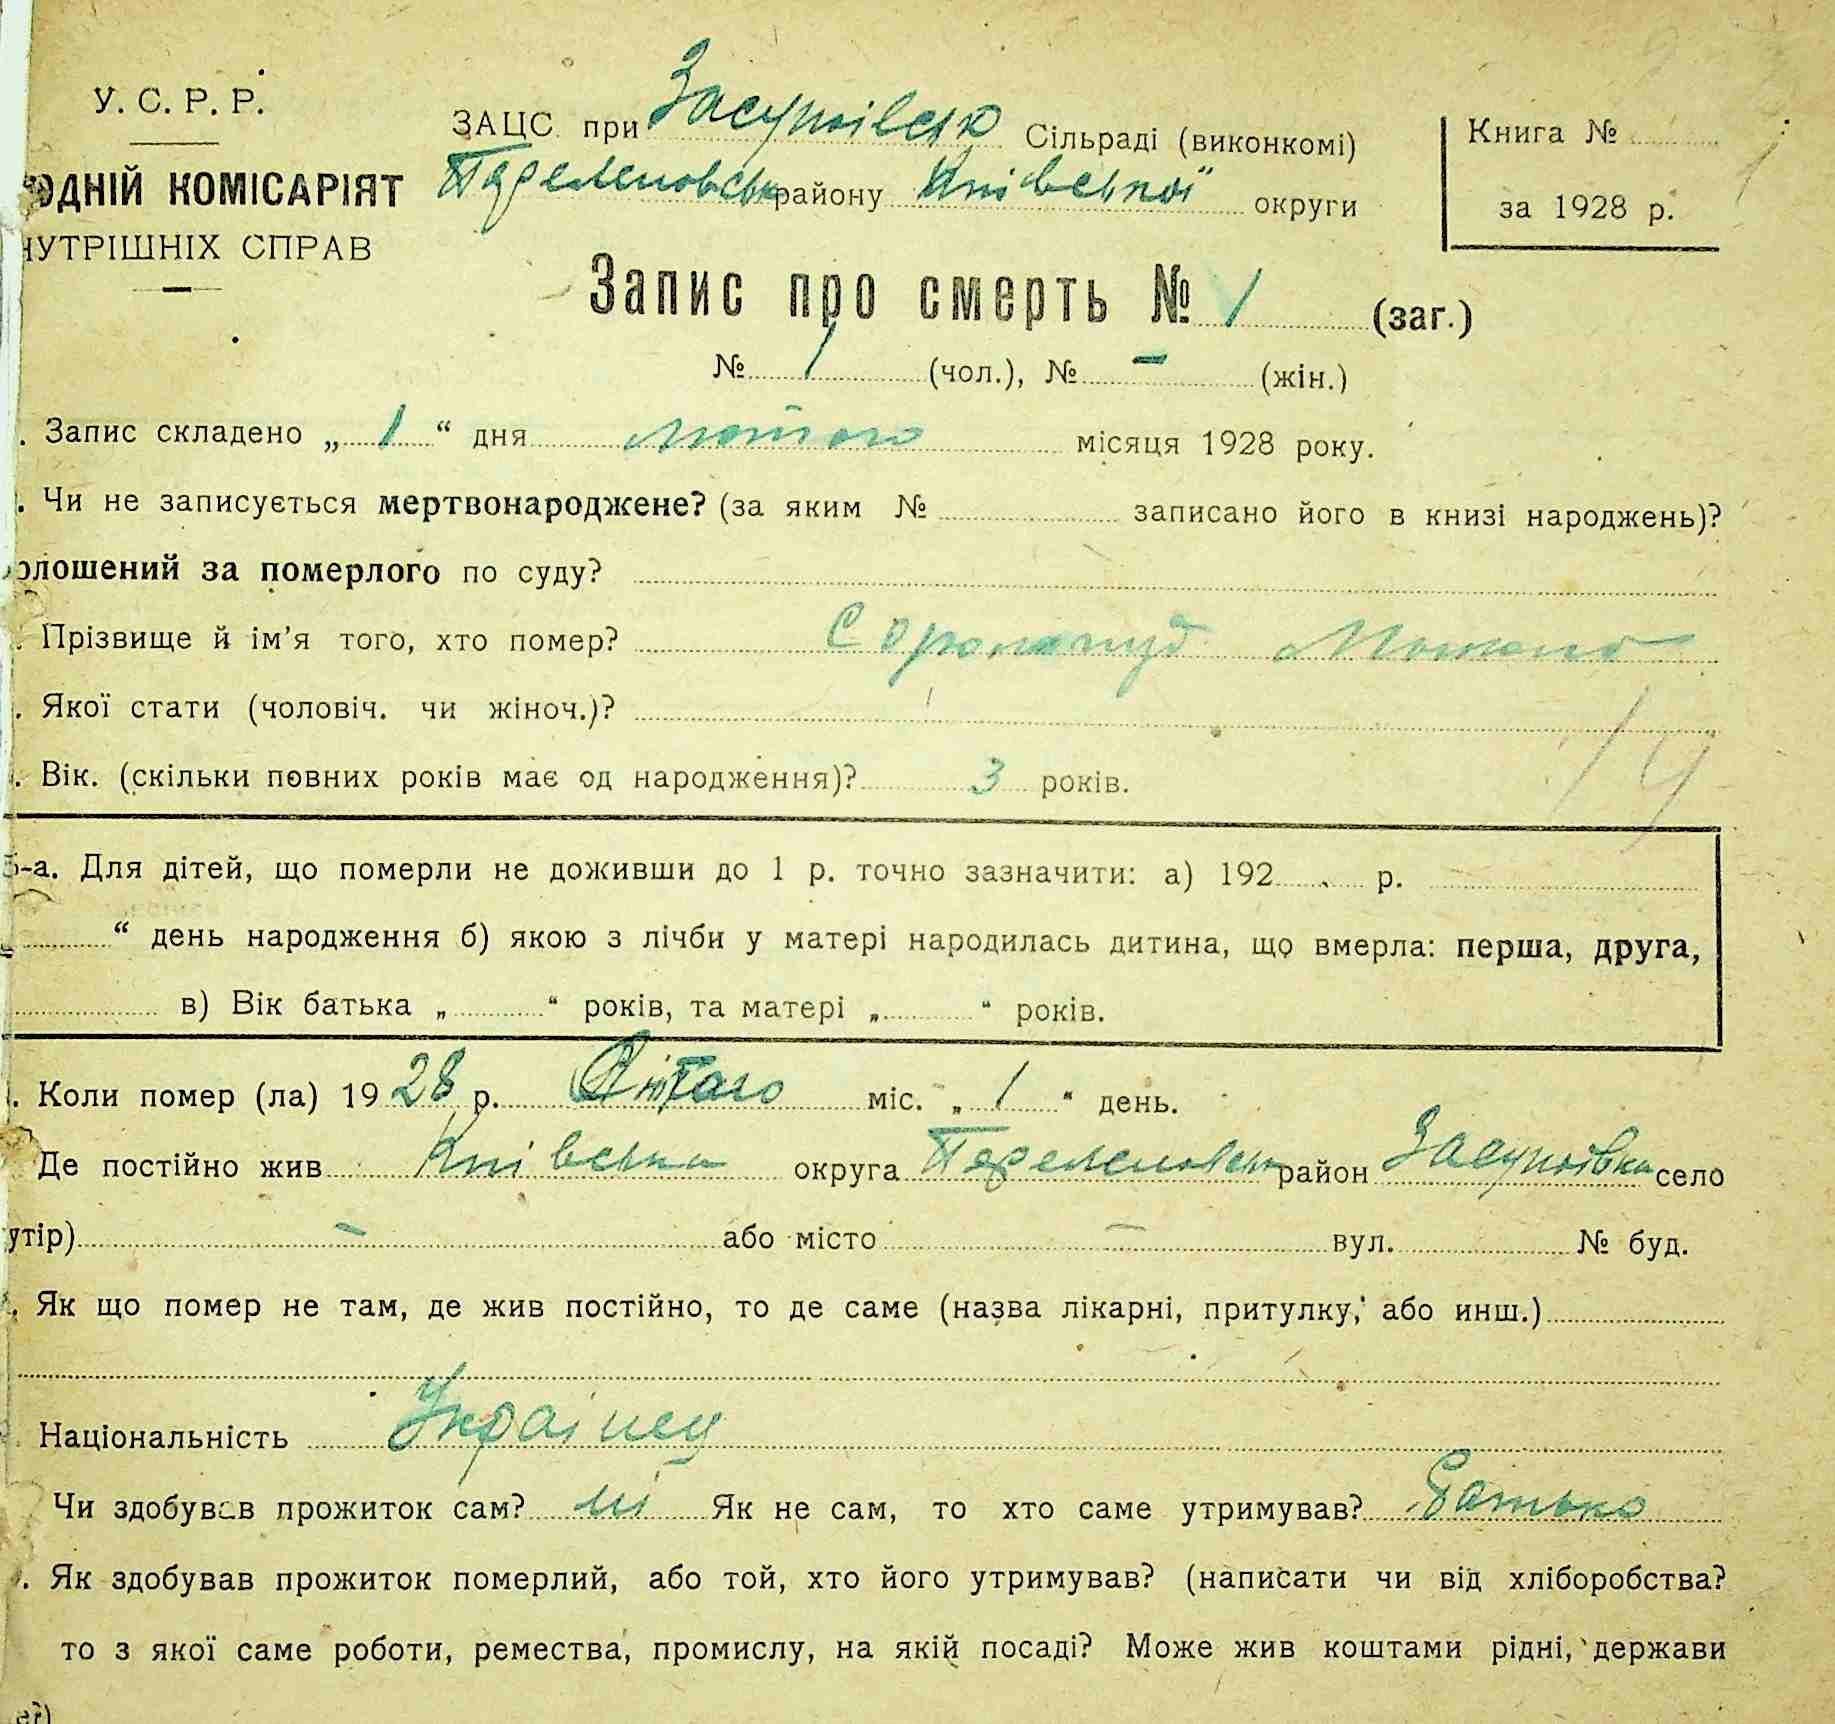 У. С. Р. Р.
ОДНІЙ КОМІСАРІЯТ
НУТРІШНІХ СПРАВ
ЗАЦС при Засупоївськ Сільраді (виконкомі)
району Київської округи
Книга №
за 1928 р.
Запис про смерть № 1 (заг.)
№ 1 (чол.), № – (жін.)
. Запис складено „ 1 “ дня лютого місяця 1928 року.
. Чи не записується мертвонароджене? (за яким № записано його в книзі народжень)?
олошений за померлого по суду?
. Прізвище й ім’я того, хто помер?
. Якої стати (чоловіч. чи жіноч.)?
. Вік. (скільки повних років має од народження)? 3 років.
5-а. Для дітей, що померли не доживши до 1 р. точно зазначити: а) 192 р.
“ день народження б) якою з лічби у матері народилась дитина, що вмерла: перша, друга,
в) Вік батька „ “ років, та матері „ “ років.
. Коли помер (ла) 1928 р. Лютого міс. „ 1 “ день.
Де постійно жив Київська округа район Засупоївка село
утір) – або місто – вул. № буд.
. Як що помер не там, де жив постійно, то де саме (назва лікарні, притулку, або инш.)
. Національність Українец
Чи здобував прожиток сам? ні Як не сам, то хто саме утримував? Батько
. Як здобував прожиток померлий, або той, хто його утримував? (написати чи від хліборобства?
то з якої саме роботи, ремества, промислу, на якій посаді? Може жив коштами рідні, держави